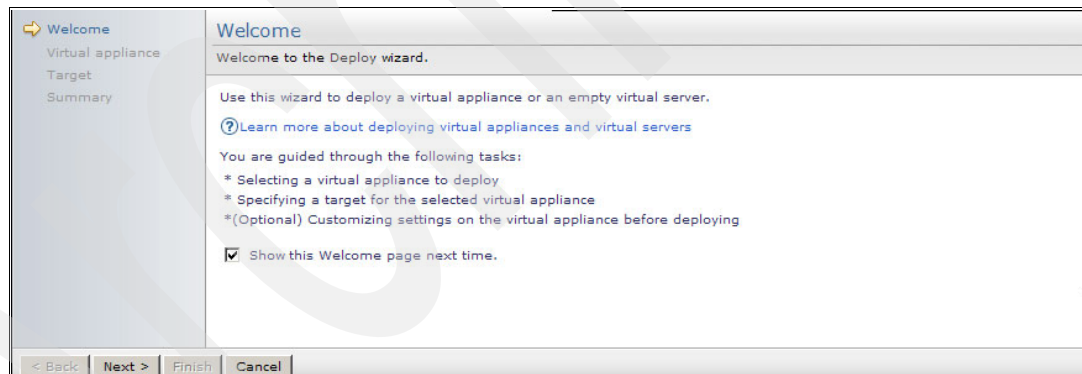 Welcome
Virtual appliance
Target
Summary
Welcome
Welcome to the Deploy wizard.
Use this wizard to deploy a virtual appliance or an empty virtual server.
?Learn more about deploying virtual appliances and virtual servers
You are guided through the following tasks:
* Selecting a virtual appliance to deploy
* Specifying a target for the selected virtual appliance
*(Optional) Customizing settings on the virtual appliance before deploying
Show this Welcome page next time.
< Back Next > Finish Cancel